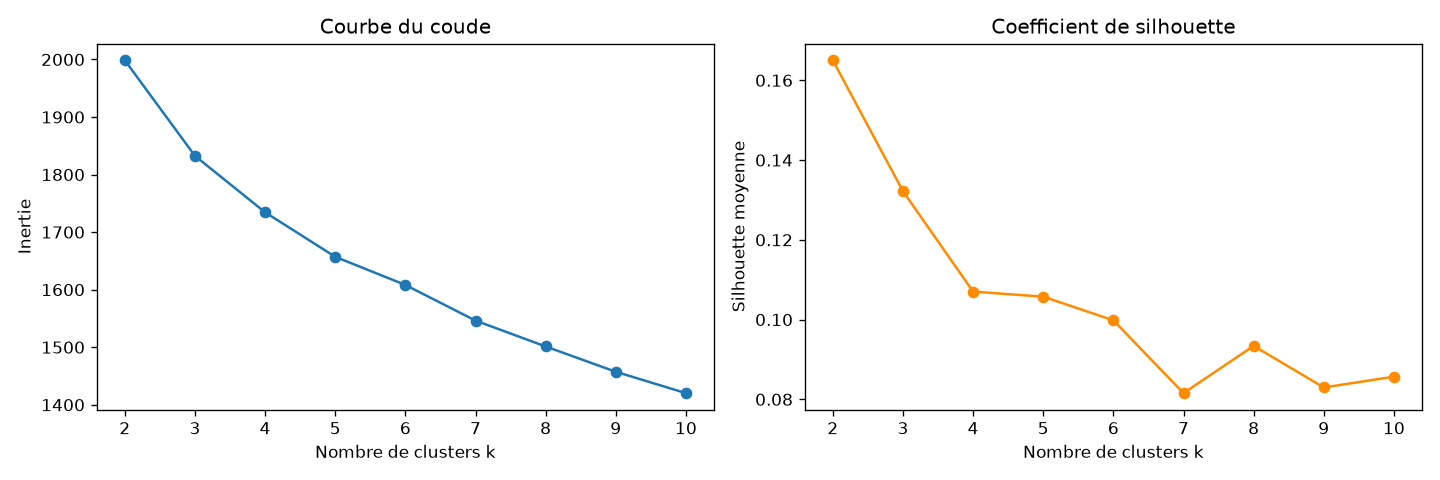 Courbe du coude
2000
1900
1800
1700
1600
1500
1400
Inertie
2 3 4 5 6 7 8 9 10
Nombre de clusters k
Coefficient de silhouette
0.16
0.14
0.12
0.10
0.08
Silhouette moyenne
2 3 4 5 6 7 8 9 10
Nombre de clusters k